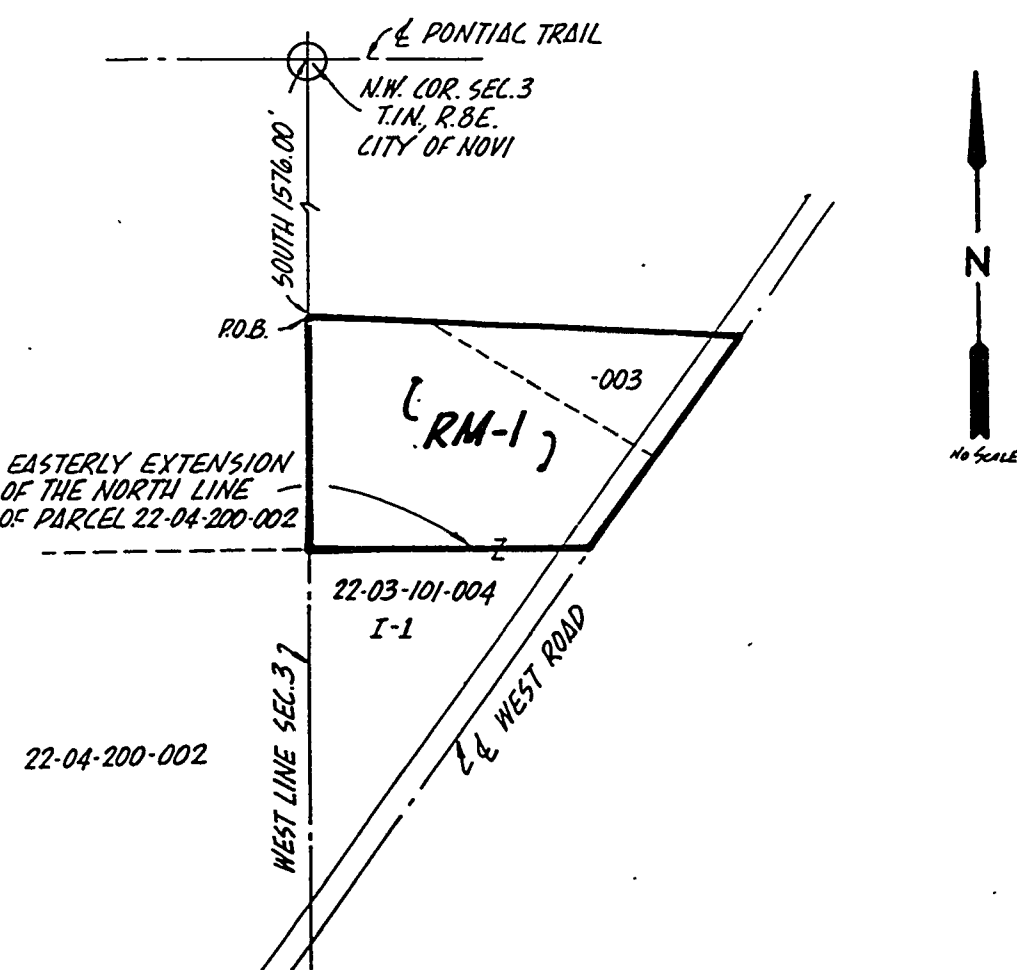 ℄ PONTIAC TRAIL
N.W. COR. SEC.3
T.1N., R.8E.
CITY OF NOVI
SOUTH 1576.00'
P.O.B.
N
-003
RM-1
NO SCALE
EASTERLY EXTENSION
OF THE NORTH LINE
OF PARCEL 22-04-200-002
22-03-101-004
I-1
WEST LINE SEC.3
℄ WEST ROAD
22-04-200-002